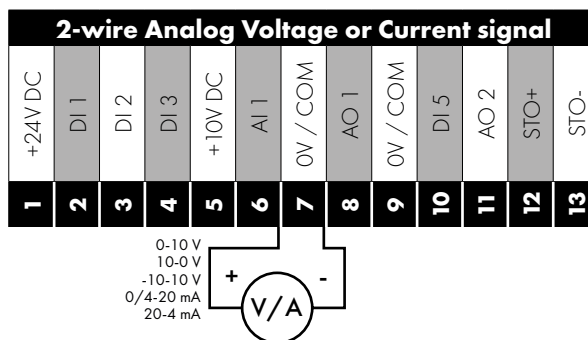 2-wire Analog Voltage or Current signal
+24V DC
DI 1
DI 2
DI 3
+10V DC
AI 1
0V / COM
AO 1
0V / COM
DI 5
AO 2
STO+
STO-
1
2
3
4
5
6
7
8
9
10
11
12
13
0-10 V
10-0 V
-10-10 V
0/4-20 mA
20-4 mA
+
-
V/A